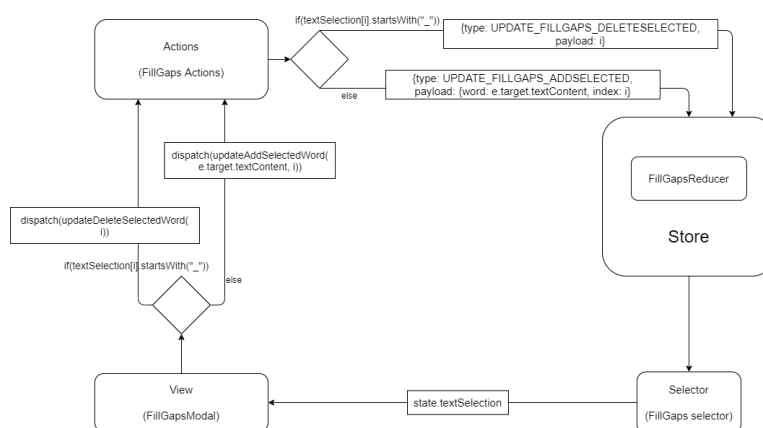 if(textSelection[i].startsWith("_"))
{type: UPDATE_FILLGAPS_DELETESELECTED,
payload: i}
Actions
(FillGaps Actions)
{type: UPDATE_FILLGAPS_ADDSELECTED,
payload: {word: e.target.textContent, index: i}
else
dispatch(updateAddSelectedWord(
e.target.textContent, i))
FillGapsReducer
Store
dispatch(updateDeleteSelectedWord(
i))
if(textSelection[i].startsWith("_"))
else
View
(FillGapsModal)
state.textSelection
Selector
(FillGaps selector)